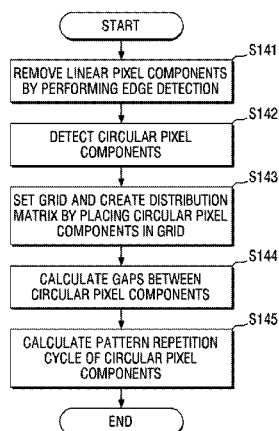 START
S141
REMOVE LINEAR PIXEL COMPONENTS
BY PERFORMING EDGE DETECTION
S142
DETECT CIRCULAR PIXEL
COMPONENTS
S143
SET GRID AND CREATE DISTRIBUTION
MATRIX BY PLACING CIRCULAR PIXEL
COMPONENTS IN GRID
S144
CALCULATE GAPS BETWEEN
CIRCULAR PIXEL COMPONENTS
S145
CALCULATE PATTERN REPETITION
CYCLE OF CIRCULAR PIXEL
COMPONENTS
END